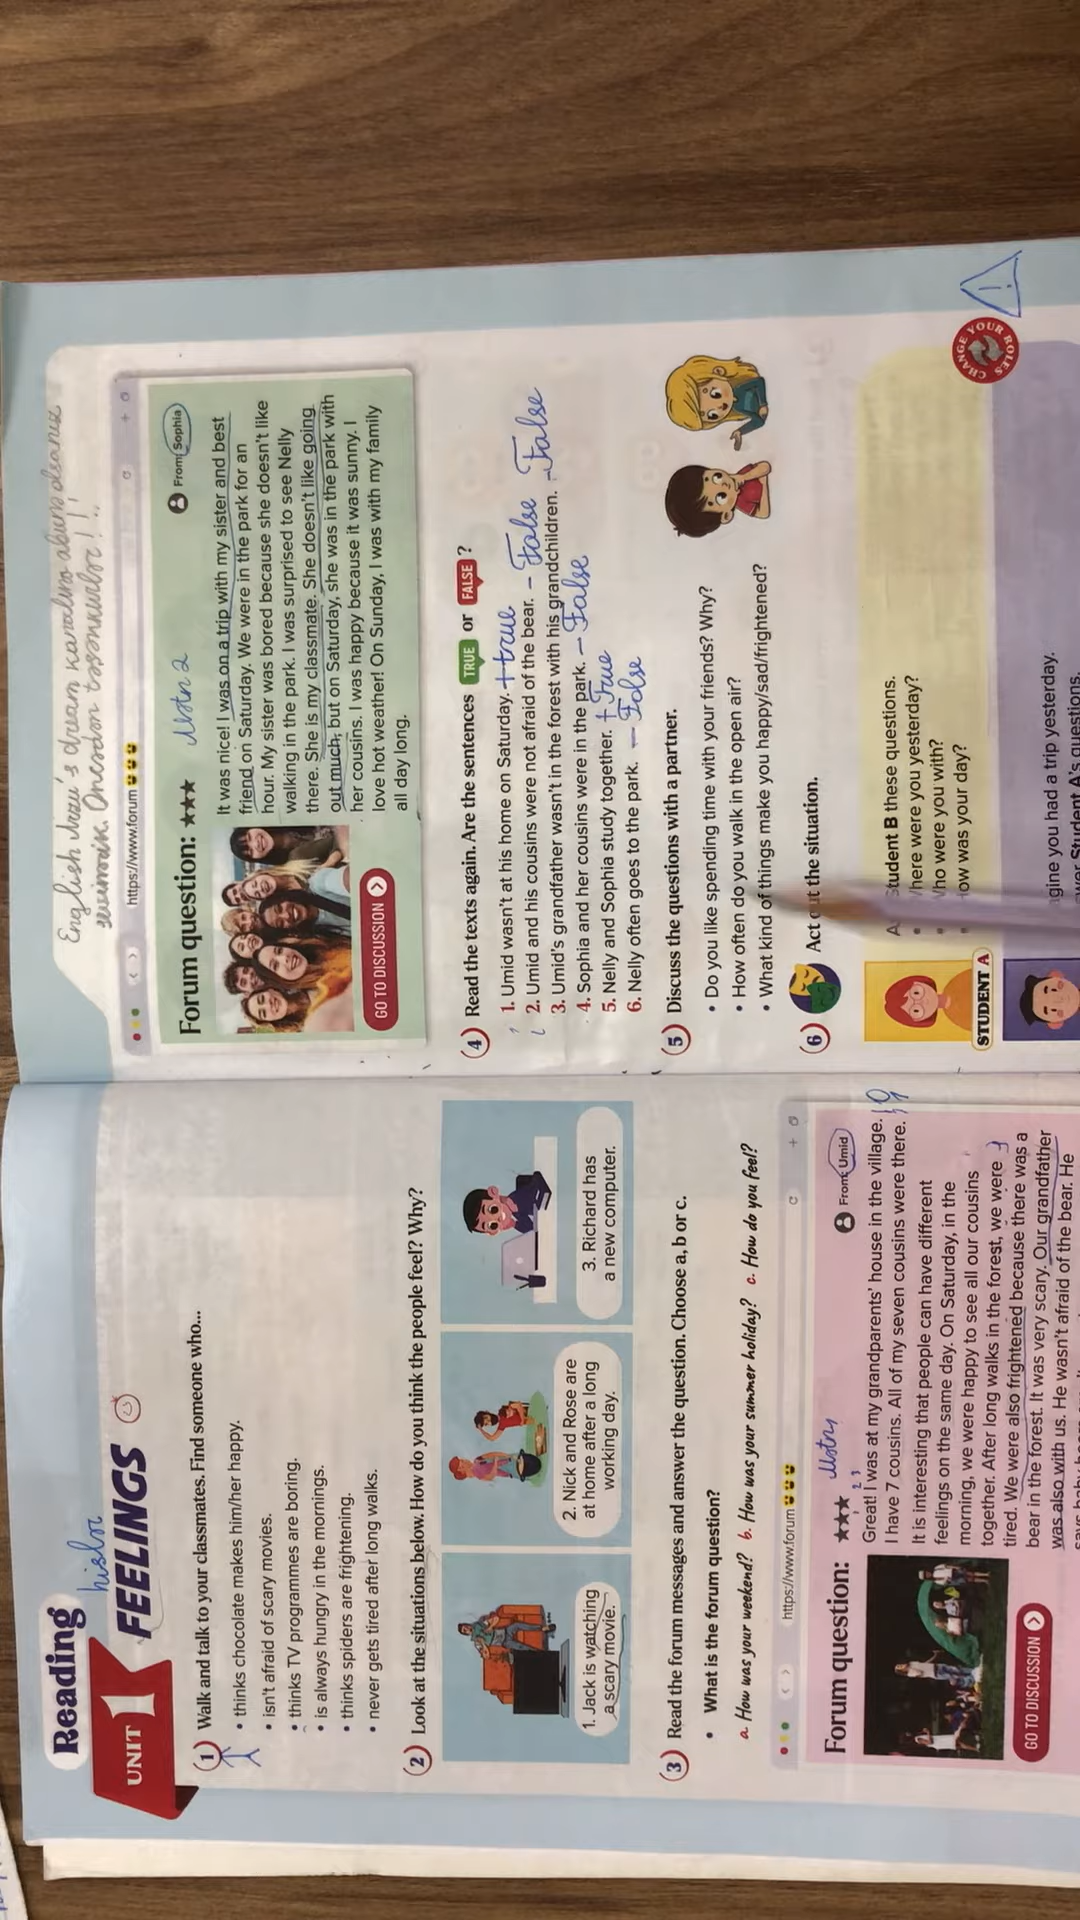 Reading
UNIT 1
FEELINGS
hislar
1 Walk and talk to your classmates. Find someone who...
• thinks chocolate makes him/her happy.
• isn't afraid of scary movies.
• thinks TV programmes are boring.
• is always hungry in the mornings.
• thinks spiders are frightening.
• never gets tired after long walks.
2 Look at the situations below. How do you think the people feel? Why?
1. Jack is watching
a scary movie.
2. Nick and Rose are
at home after a long
working day.
3. Richard has
a new computer.
3 Read the forum messages and answer the question. Choose a, b or c.
• What is the forum question?
a. How was your weekend? b. How was your summer holiday? c. How do you feel?
https://www.forum
Forum question: ★★★
Matn 1
From: Umid
Great! I was at my grandparents' house in the village.
I have 7 cousins. All of my seven cousins were there.
It is interesting that people can have different
feelings on the same day. On Saturday, in the
morning, we were happy to see all our cousins
together. After long walks in the forest, we were
tired. We were also frightened because there was a
bear in the forest. It was very scary. Our grandfather
was also with us. He wasn't afraid of the bear. He
GO TO DISCUSSION
English
https://www.forum
Forum question: ★★★
Matn 2
From: Sophia
It was nice! I was on a trip with my sister and best
friend on Saturday. We were in the park for an
hour. My sister was bored because she doesn't like
walking in the park. I was surprised to see Nelly
there. She is my classmate. She doesn't like going
out much, but on Saturday, she was in the park with
her cousins. I was happy because it was sunny. I
love hot weather! On Sunday, I was with my family
all day long.
GO TO DISCUSSION
4 Read the texts again. Are the sentences TRUE or FALSE ?
1. Umid wasn't at his home on Saturday. + true
2. Umid and his cousins were not afraid of the bear. - False
3. Umid's grandfather wasn't in the forest with his grandchildren. - False
4. Sophia and her cousins were in the park. - False
5. Nelly and Sophia study together. + True
6. Nelly often goes to the park. - False
5 Discuss the questions with a partner.
• Do you like spending time with your friends? Why?
• How often do you walk in the open air?
• What kind of things make you happy/sad/frightened?
6 Act out the situation.
CHANGE YOUR ROLES
STUDENT A
Student B these questions.
• here were you yesterday?
• ho were you with?
• ow was your day?
gine you had a trip yesterday.
wer Student A's questions.